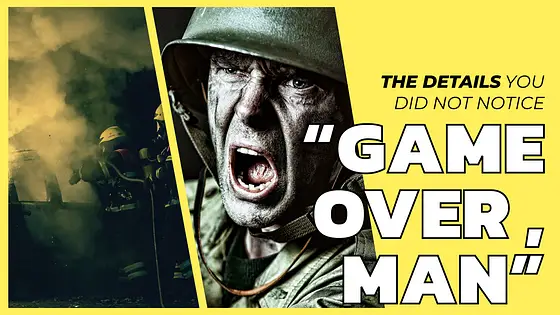 THE DETAILS YOU
DID NOT NOTICE
“GAME
OVER ,
MAN”